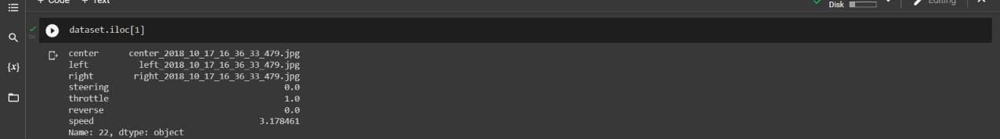 + Code + Text
Disk
Editing
0s
dataset.iloc[1]
center center_2018_10_17_16_36_33_479.jpg
left left_2018_10_17_16_36_33_479.jpg
right right_2018_10_17_16_36_33_479.jpg
steering 0.0
throttle 1.0
reverse 0.0
speed 3.178461
Name: 22, dtype: object
{x}